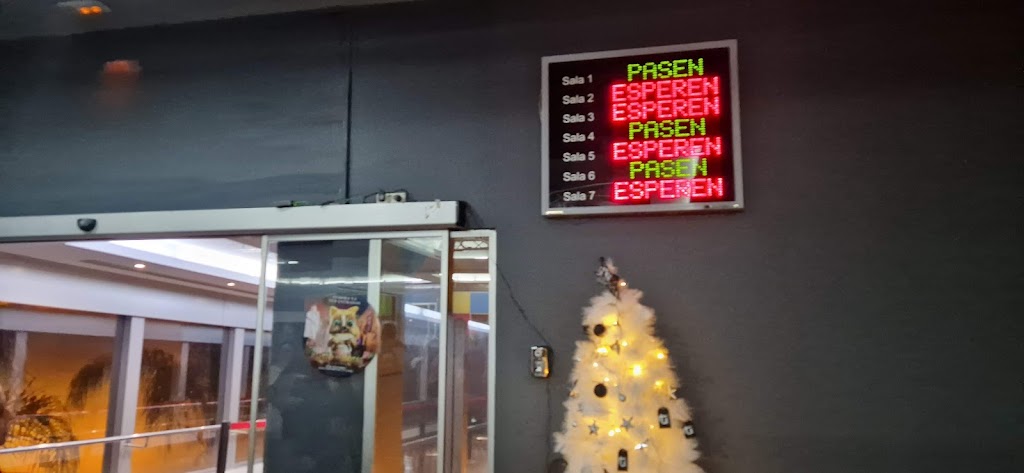 Sala 1 PASEN
Sala 2 ESPEREN
Sala 3 ESPEREN
Sala 4 PASEN
Sala 5 ESPEREN
Sala 6 PASEN
Sala 7 ESPEREN